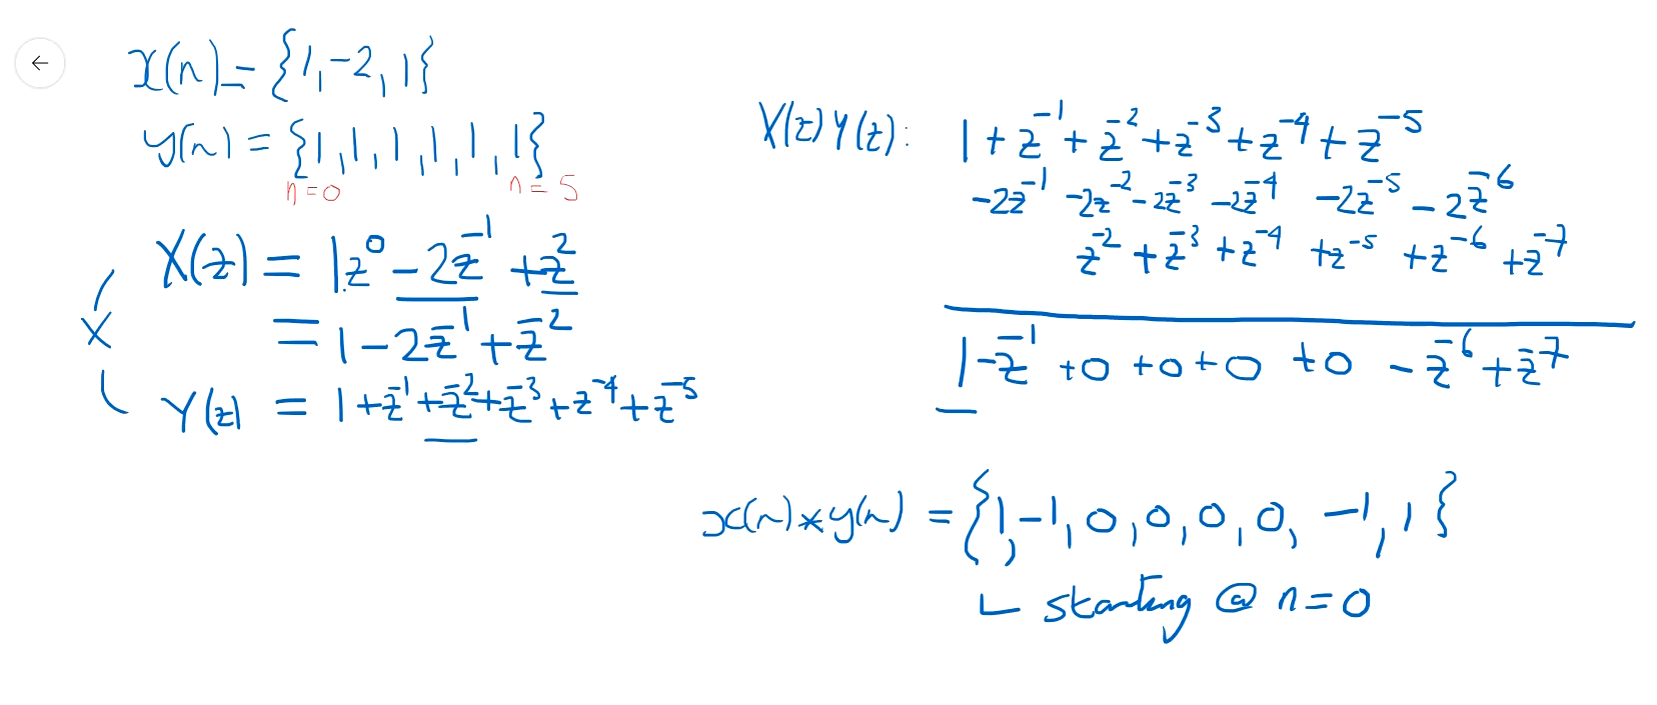 x(n) = {1, -2, 1}
y(n) = {1, 1, 1, 1, 1, 1}
n=0 n=5
X(z) = 1z⁰ - 2z⁻¹ + z⁻²
= 1 - 2z⁻¹ + z⁻²
X
Y(z) = 1 + z⁻¹ + z⁻² + z⁻³ + z⁻⁴ + z⁻⁵
X(z)Y(z): 1 + z⁻¹ + z⁻² + z⁻³ + z⁻⁴ + z⁻⁵
-2z⁻¹ -2z⁻² -2z⁻³ -2z⁻⁴ -2z⁻⁵ -2z⁻⁶
z⁻² + z⁻³ + z⁻⁴ + z⁻⁵ + z⁻⁶ + z⁻⁷
1 - z⁻¹ + 0 + 0 + 0 + 0 - z⁻⁶ + z⁻⁷
x(n) * y(n) = {1, -1, 0, 0, 0, 0, -1, 1}
starting @ n=0